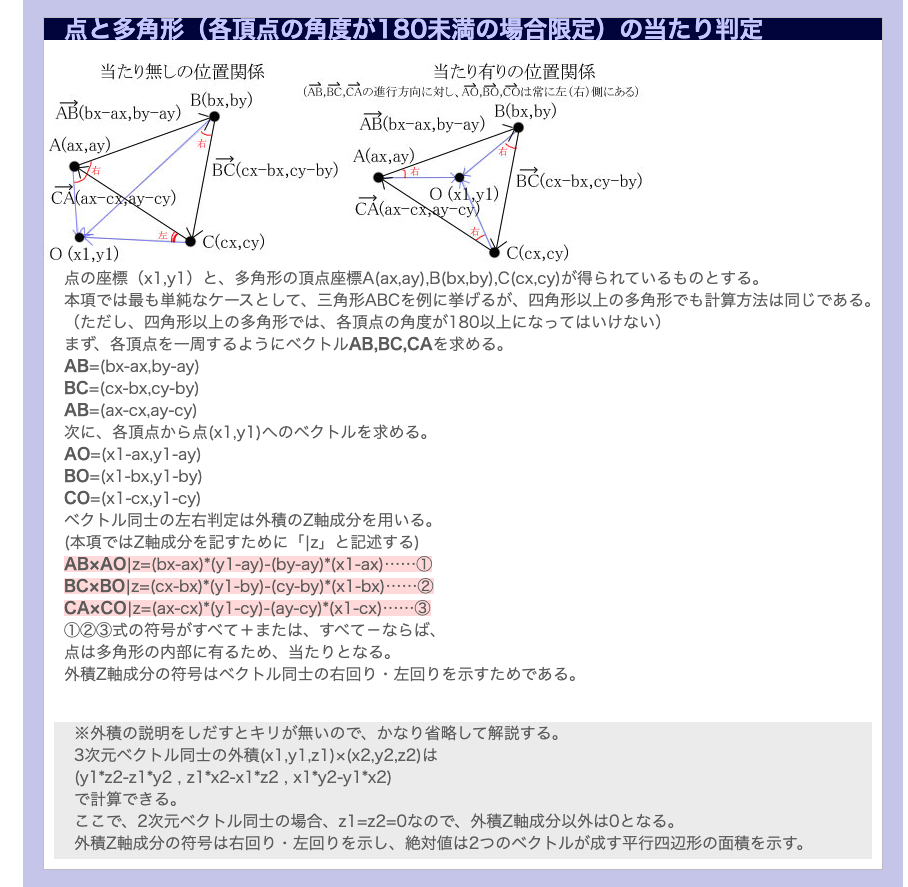 点と多角形（各頂点の角度が180未満の場合限定）の当たり判定
当たり無しの位置関係
AB(bx-ax,by-ay)
B(bx,by)
右
A(ax,ay)
右
BC(cx-bx,cy-by)
CA(ax-cx,ay-cy)
左
C(cx,cy)
O (x1,y1)
当たり有りの位置関係
(AB,BC,CAの進行方向に対し、AO,BO,COは常に左(右)側にある)
B(bx,by)
AB(bx-ax,by-ay)
右
A(ax,ay)
右
BC(cx-bx,cy-by)
O (x1,y1)
CA(ax-cx,ay-cy)
右
C(cx,cy)
点の座標（x1,y1）と、多角形の頂点座標A(ax,ay),B(bx,by),C(cx,cy)が得られているものとする。
本項では最も単純なケースとして、三角形ABCを例に挙げるが、四角形以上の多角形でも計算方法は同じである。
（ただし、四角形以上の多角形では、各頂点の角度が180以上になってはいけない）
まず、各頂点を一周するようにベクトルAB,BC,CAを求める。
AB=(bx-ax,by-ay)
BC=(cx-bx,cy-by)
AB=(ax-cx,ay-cy)
次に、各頂点から点(x1,y1)へのベクトルを求める。
AO=(x1-ax,y1-ay)
BO=(x1-bx,y1-by)
CO=(x1-cx,y1-cy)
ベクトル同士の左右判定は外積のZ軸成分を用いる。
(本項ではZ軸成分を記すために「|z」と記述する)
AB×AO|z=(bx-ax)*(y1-ay)-(by-ay)*(x1-ax)……①
BC×BO|z=(cx-bx)*(y1-by)-(cy-by)*(x1-bx)……②
CA×CO|z=(ax-cx)*(y1-cy)-(ay-cy)*(x1-cx)……③
①②③式の符号がすべて＋または、すべて－ならば、
点は多角形の内部に有るため、当たりとなる。
外積Z軸成分の符号はベクトル同士の右回り・左回りを示すためである。
※外積の説明をしだすとキリが無いので、かなり省略して解説する。
3次元ベクトル同士の外積(x1,y1,z1)×(x2,y2,z2)は
(y1*z2-z1*y2 , z1*x2-x1*z2 , x1*y2-y1*x2)
で計算できる。
ここで、2次元ベクトル同士の場合、z1=z2=0なので、外積Z軸成分以外は0となる。
外積Z軸成分の符号は右回り・左回りを示し、絶対値は2つのベクトルが成す平行四辺形の面積を示す。